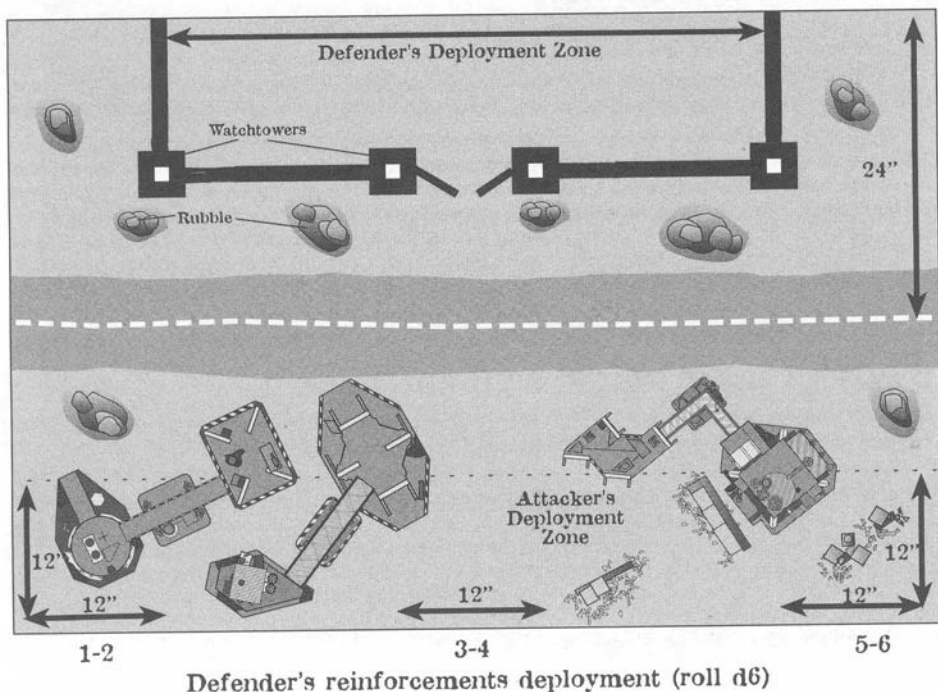 Defender's Deployment Zone
Watchtowers
24”
Rubble
Attacker's
Deployment
Zone
12”
12”
12”
12”
12”
1-2
3-4
5-6
Defender's reinforcements deployment (roll d6)